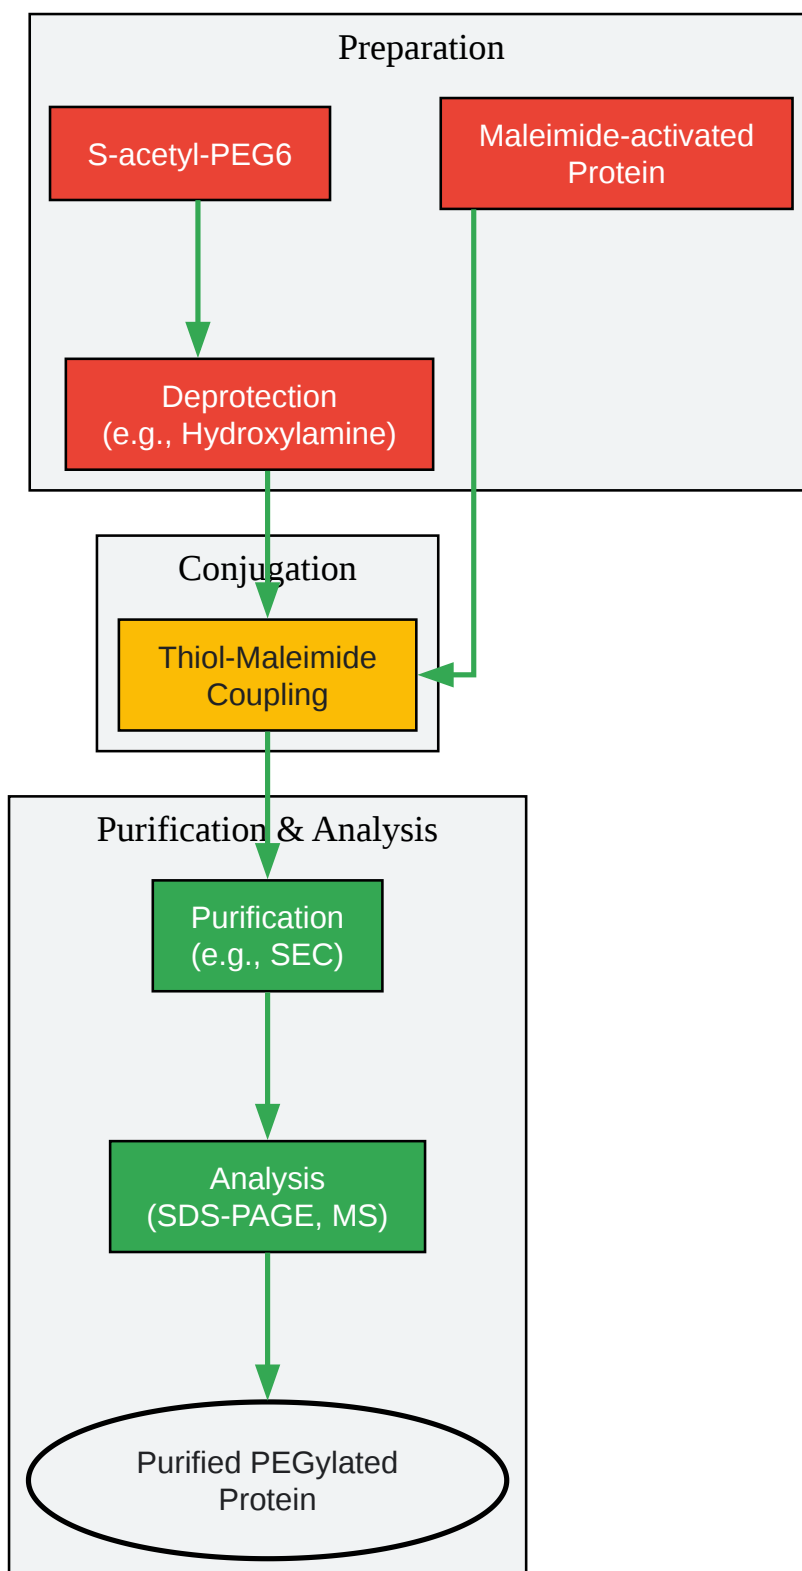 Preparation
S-acetyl-PEG6
Maleimide-activated
Protein
Deprotection
(e.g., Hydroxylamine)
Conjugation
Thiol-Maleimide
Coupling
Purification & Analysis
Purification
(e.g., SEC)
Analysis
(SDS-PAGE, MS)
Purified PEGylated
Protein